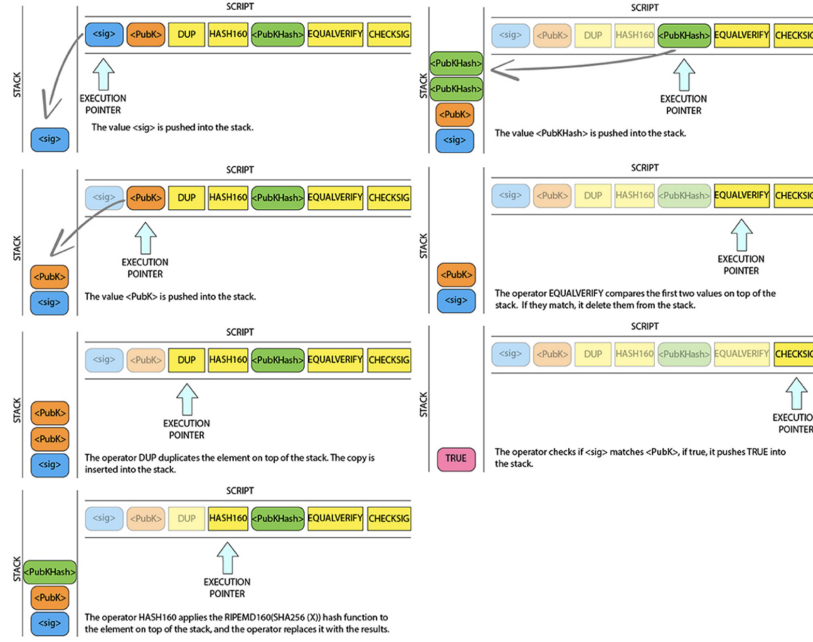 SCRIPT
STACK
<sig> <PubK> DUP HASH160 <PubKHash> EQUALVERIFY CHECKSIG
EXECUTION
POINTER
<sig>
The value <sig> is pushed into the stack.
SCRIPT
STACK
<sig> <PubK> DUP HASH160 <PubKHash> EQUALVERIFY CHECKSIG
EXECUTION
POINTER
<PubK>
<sig>
The value <PubK> is pushed into the stack.
SCRIPT
STACK
<sig> <PubK> DUP HASH160 <PubKHash> EQUALVERIFY CHECKSIG
EXECUTION
POINTER
<PubK>
<PubK>
<sig>
The operator DUP duplicates the element on top of the stack. The copy is
inserted into the stack.
SCRIPT
STACK
<sig> <PubK> DUP HASH160 <PubKHash> EQUALVERIFY CHECKSIG
EXECUTION
POINTER
<PubKHash>
<PubK>
<sig>
The operator HASH160 applies the RIPEMD160(SHA256 (X)) hash function to
the element on top of the stack, and the operator replaces it with the results.
SCRIPT
STACK
<sig> <PubK> DUP HASH160 <PubKHash> EQUALVERIFY CHECKSIG
EXECUTION
POINTER
<PubKHash>
<PubKHash>
<PubK>
<sig>
The value <PubKHash> is pushed into the stack.
SCRIPT
STACK
<sig> <PubK> DUP HASH160 <PubKHash> EQUALVERIFY CHECKSIG
EXECUTION
POINTER
<PubK>
<sig>
The operator EQUALVERIFY compares the first two values on top of the
stack. If they match, it delete them from the stack.
SCRIPT
STACK
<sig> <PubK> DUP HASH160 <PubKHash> EQUALVERIFY CHECKSIG
EXECUTION
POINTER
TRUE
The operator checks if <sig> matches <PubK>, if true, it pushes TRUE into
the stack.